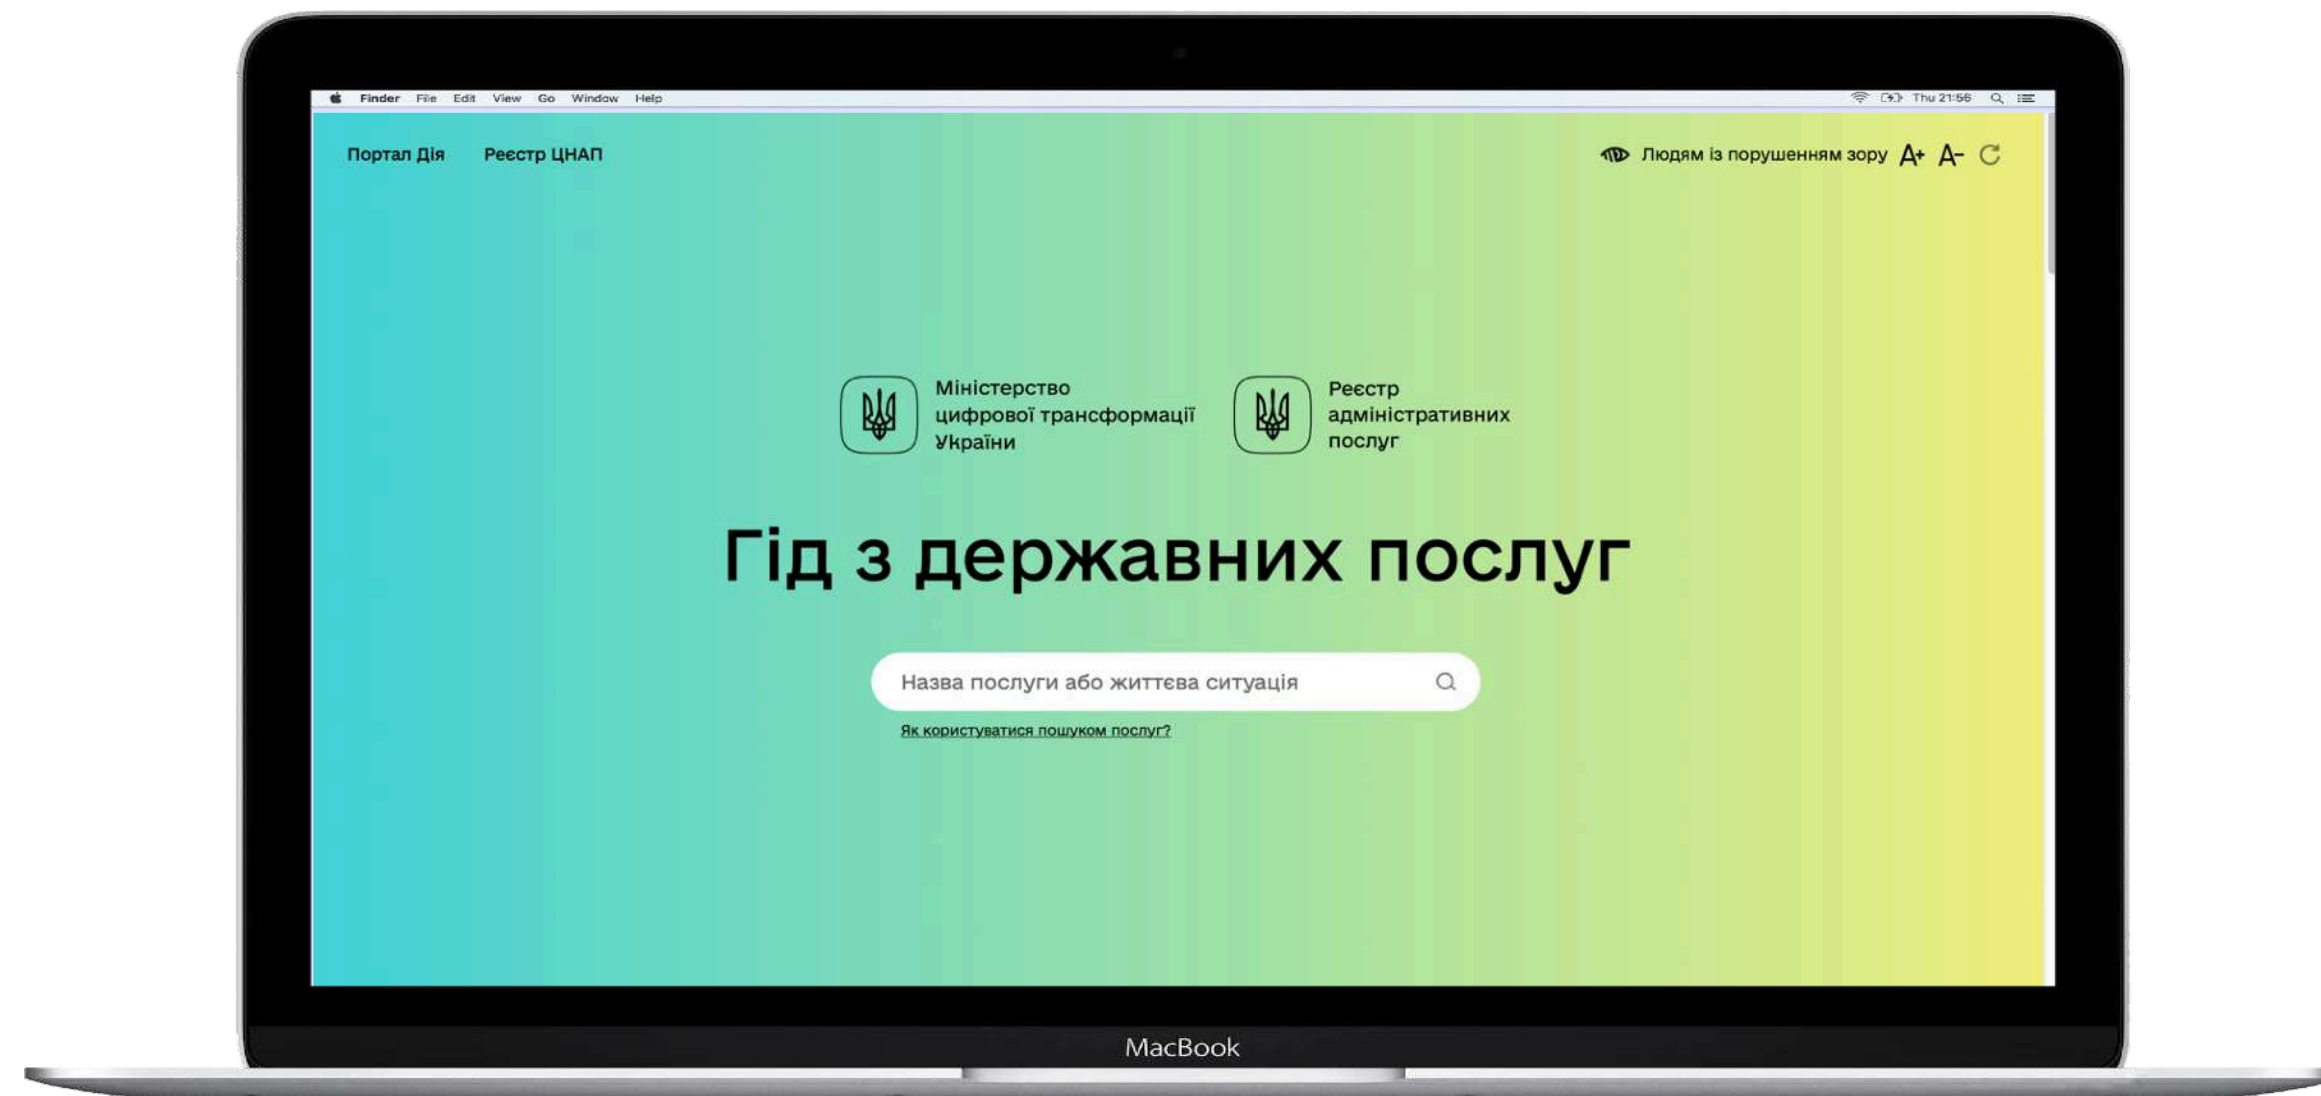 Finder File Edit View Go Window Help Thu 21:56
Портал Дія Реєстр ЦНАП Людям із порушенням зору A+ A-
Міністерство
цифрової трансформації
України
Реєстр
адміністративних
послуг
Гід з державних послуг
Назва послуги або життєва ситуація
Як користуватися пошуком послуг?
MacBook